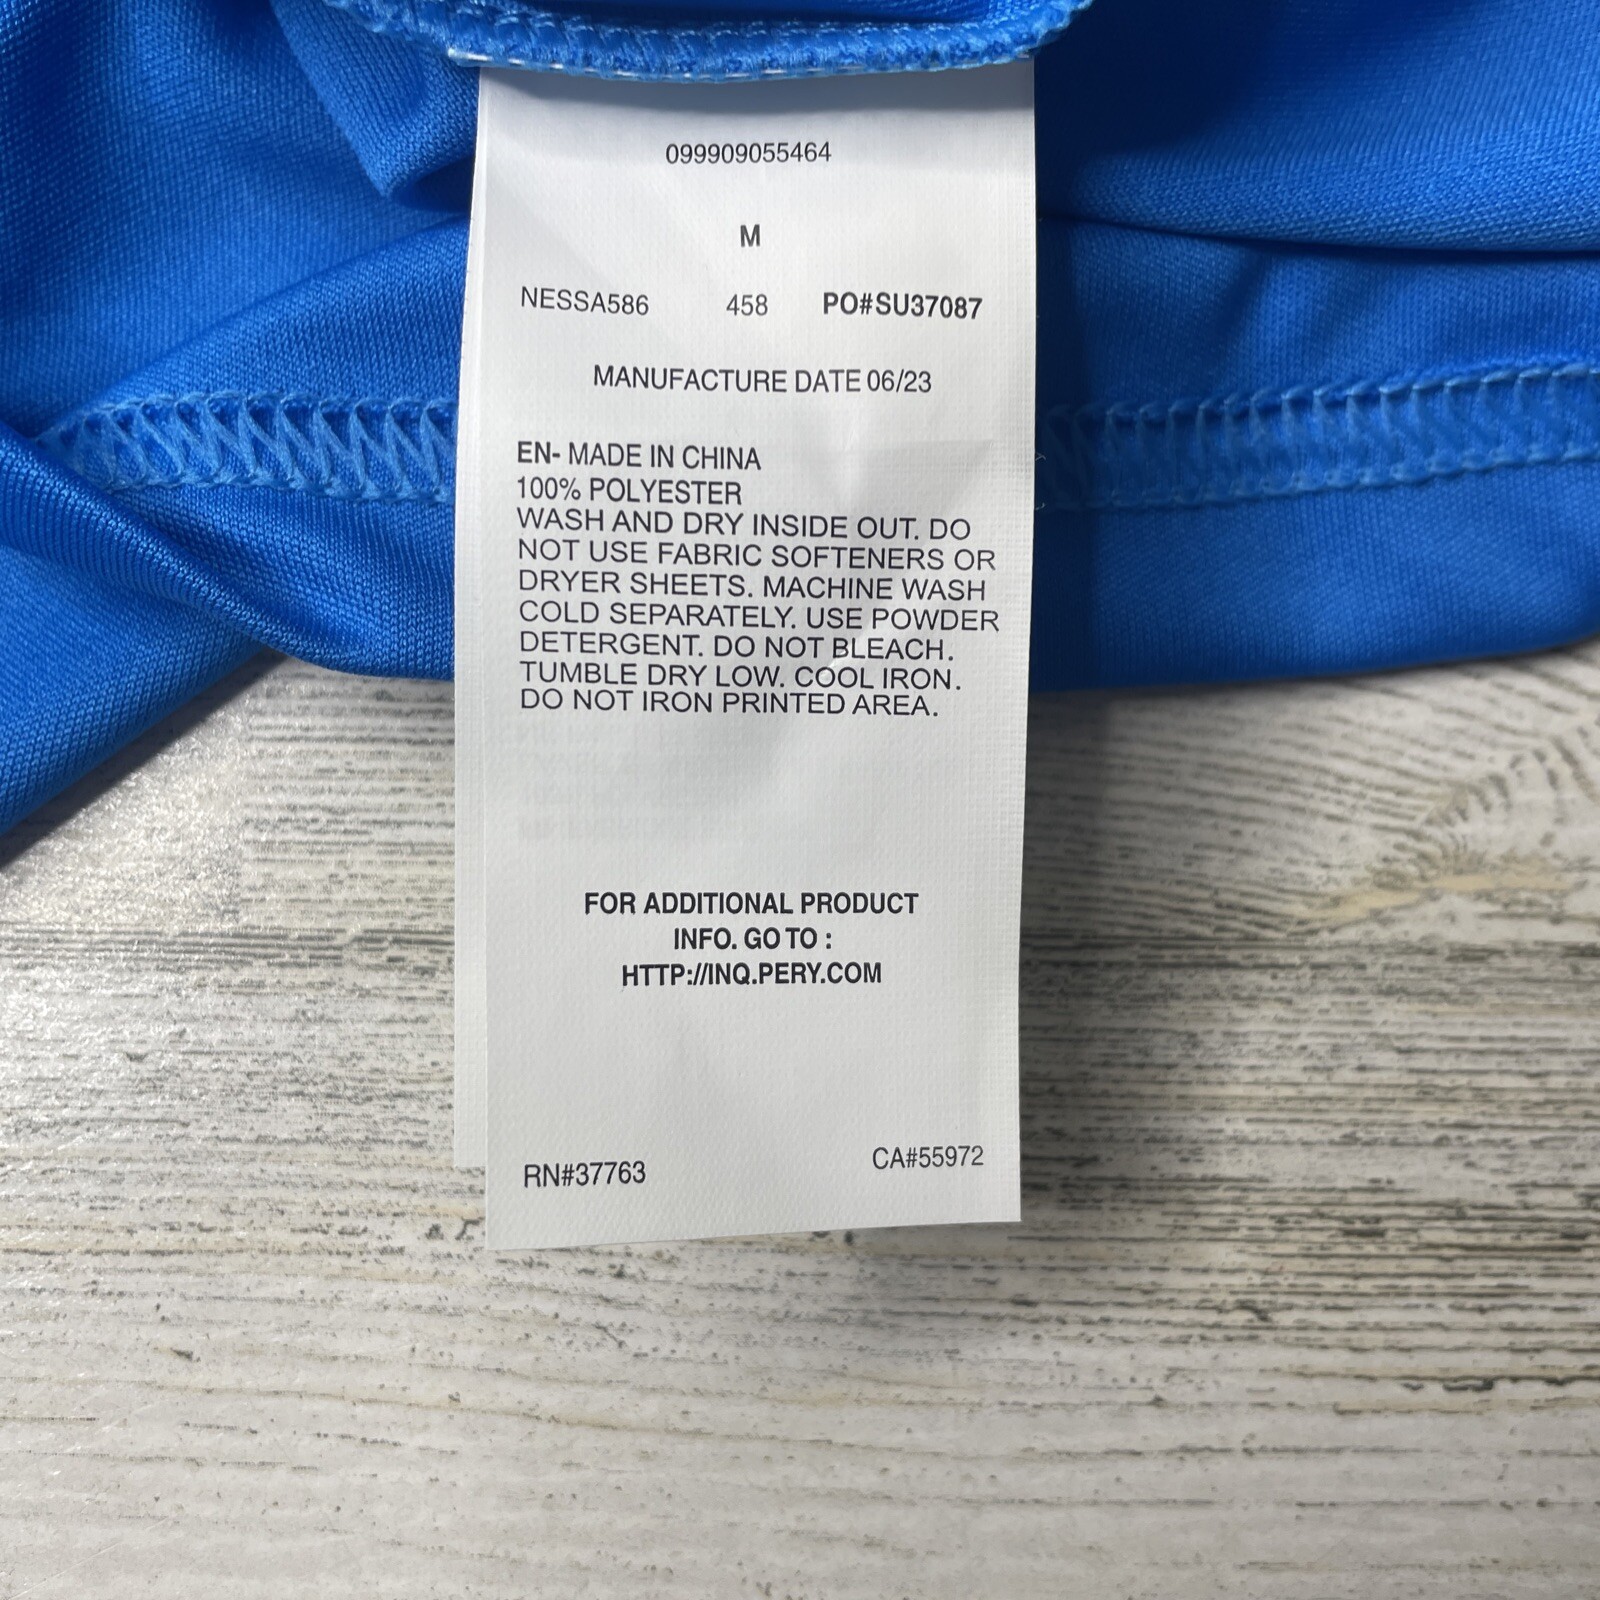 099909055464
M
NESSA586 458 PO#SU37087
MANUFACTURE DATE 06/23
EN- MADE IN CHINA
100% POLYESTER
WASH AND DRY INSIDE OUT. DO
NOT USE FABRIC SOFTENERS OR
DRYER SHEETS. MACHINE WASH
COLD SEPARATELY. USE POWDER
DETERGENT. DO NOT BLEACH.
TUMBLE DRY LOW. COOL IRON.
DO NOT IRON PRINTED AREA.
FOR ADDITIONAL PRODUCT
INFO. GO TO :
HTTP://INQ.PERY.COM
RN#37763 CA#55972